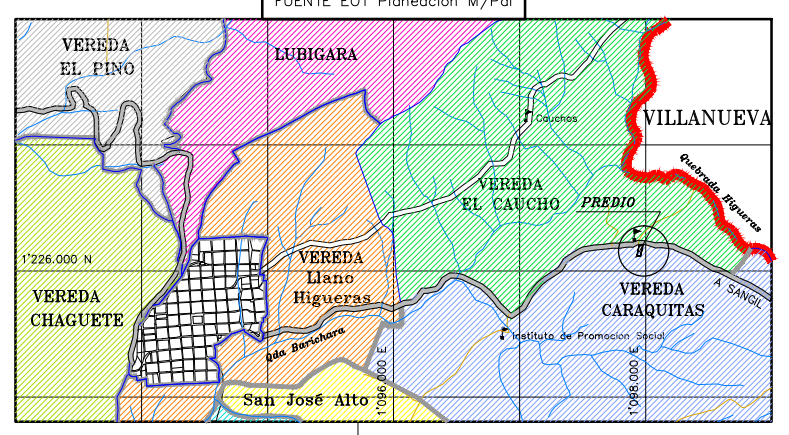 FUENTE EOT Planeación M/pal
VEREDA
EL PINO
LUBIGARA
Cauchos
VILLANUEVA
Quebrada Higueras
VEREDA
EL CAUCHO
PREDIO
1'226.000 N
VEREDA
Llano
Higueras
VEREDA
CHAGUETE
VEREDA
CARAQUITAS
A SANGIL
Qda Barichara
Instituto de Promocion Social
1'096.000 E
1'098.000 E
San José Alto